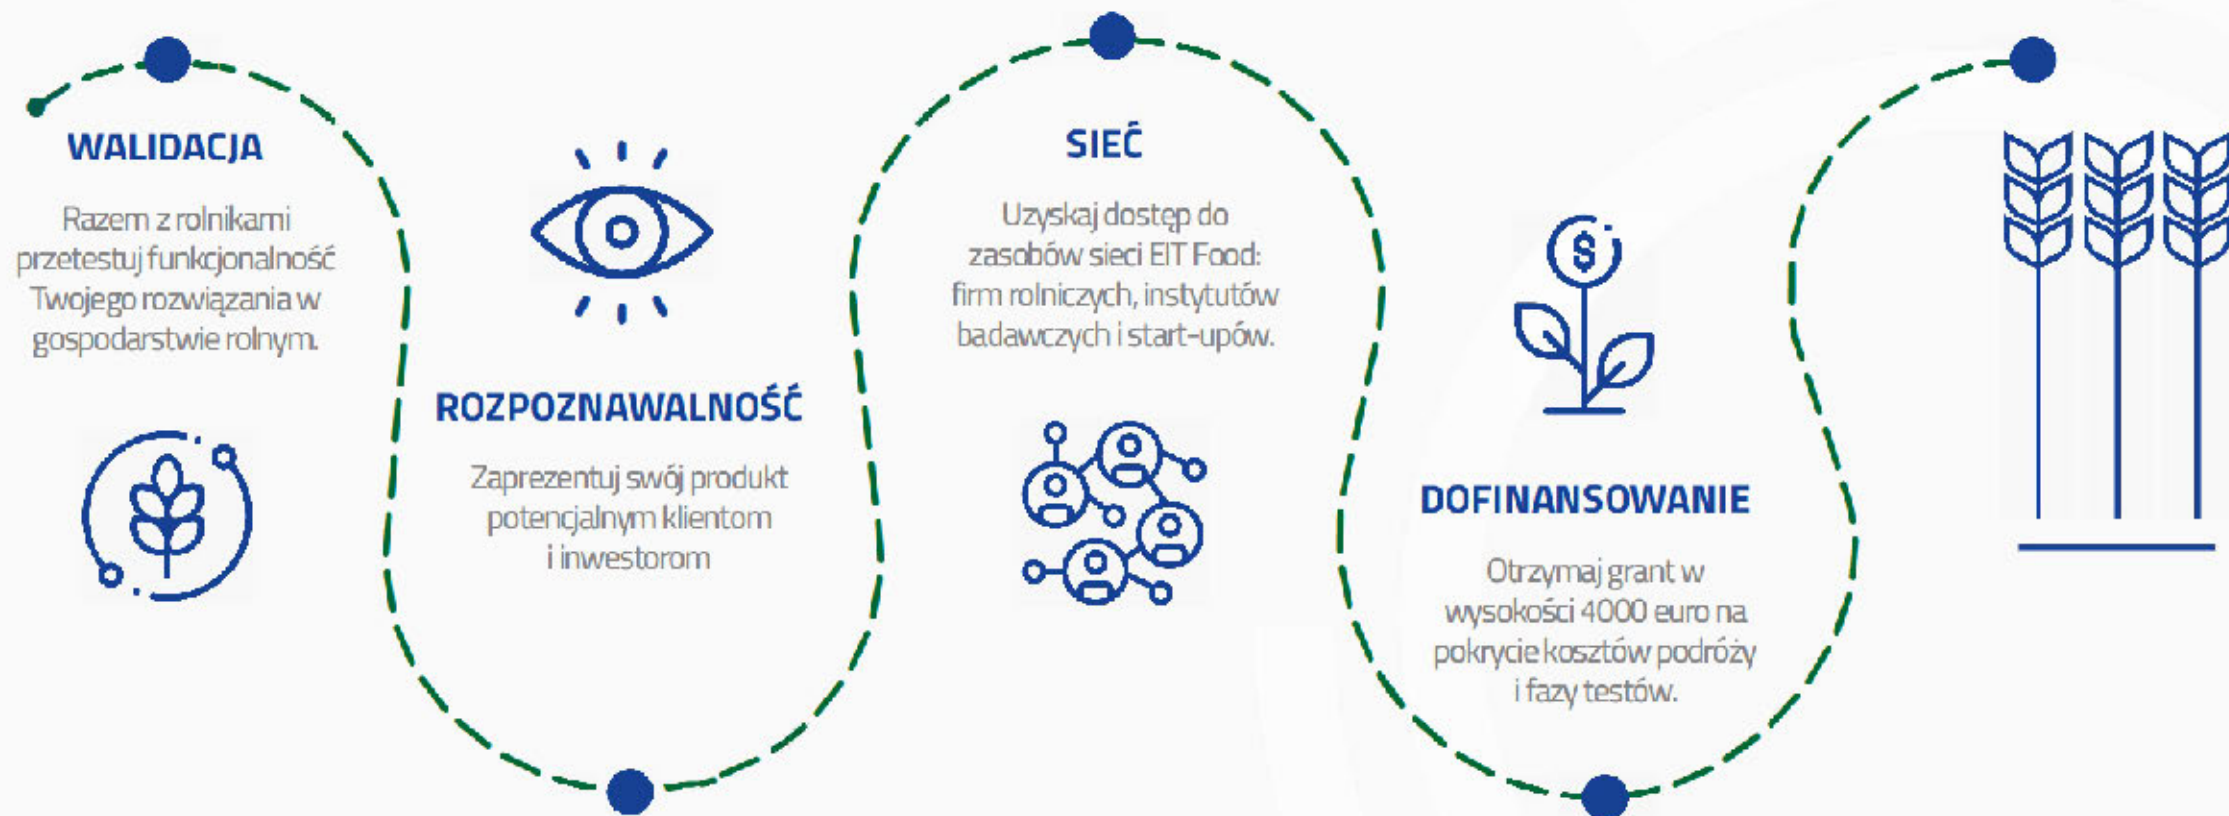 WALIDACJA
Razem z rolnikami
przetestuj funkcjonalność
Twojego rozwiązania w
gospodarstwie rolnym.
ROZPOZNAWALNOŚĆ
Zaprezentuj swój produkt
potencjalnym klientom
i inwestorom
SIEĆ
Uzyskaj dostęp do
zasobów sieci EIT Food:
firm rolniczych, instytutów
badawczych i start-upów.
$
DOFINANSOWANIE
Otrzymaj grant w
wysokości 4000 euro na
pokrycie kosztów podróży
i fazy testów.